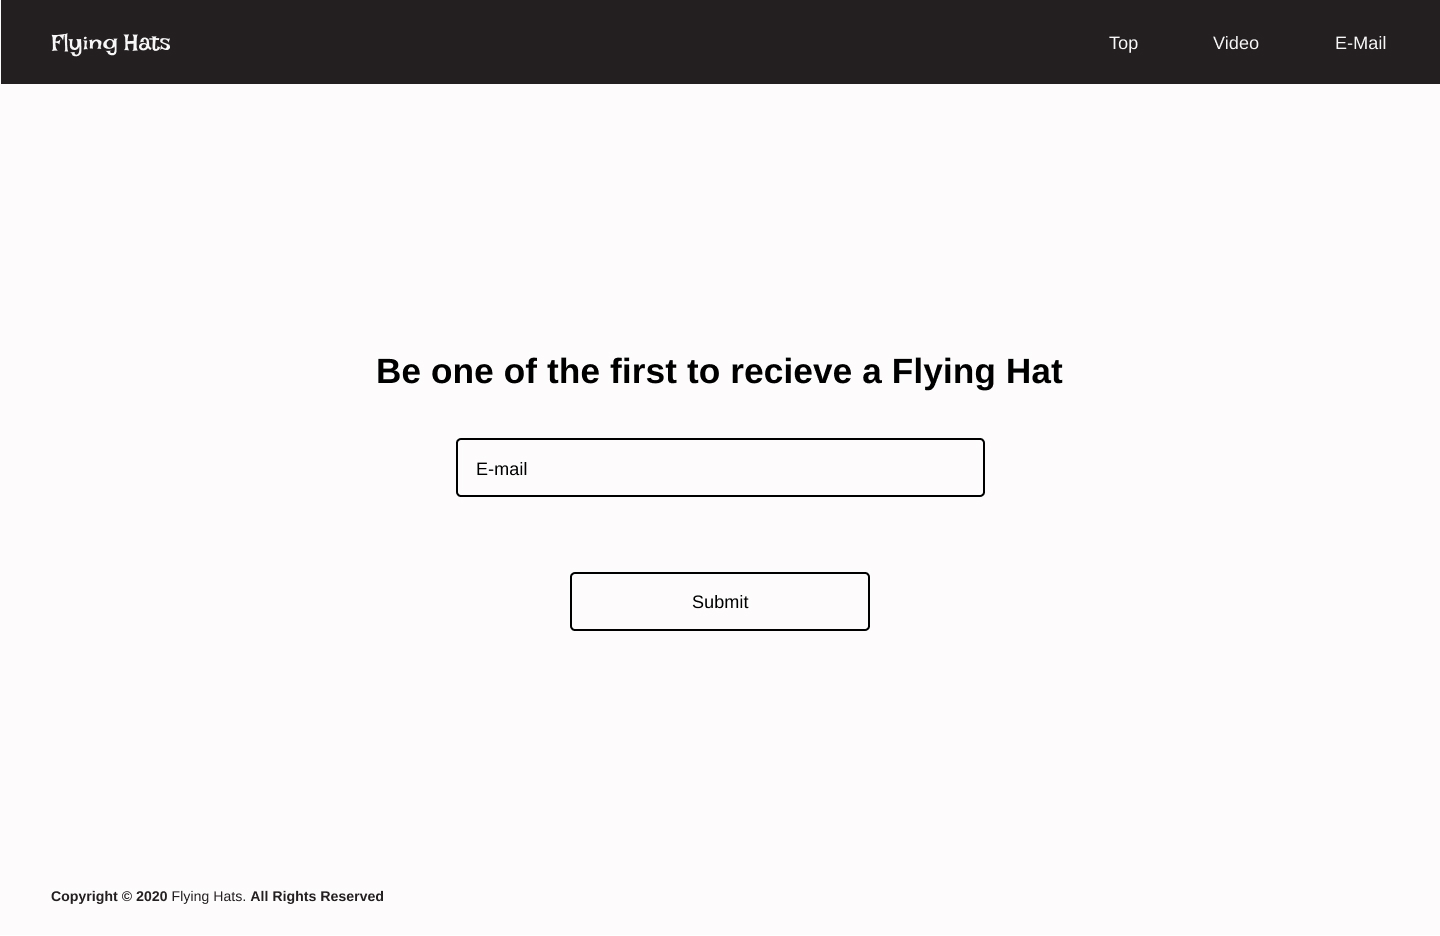 Flying Hats
Top Video E-Mail
Be one of the first to recieve a Flying Hat
E-mail
Submit
Copyright © 2020 Flying Hats. All Rights Reserved